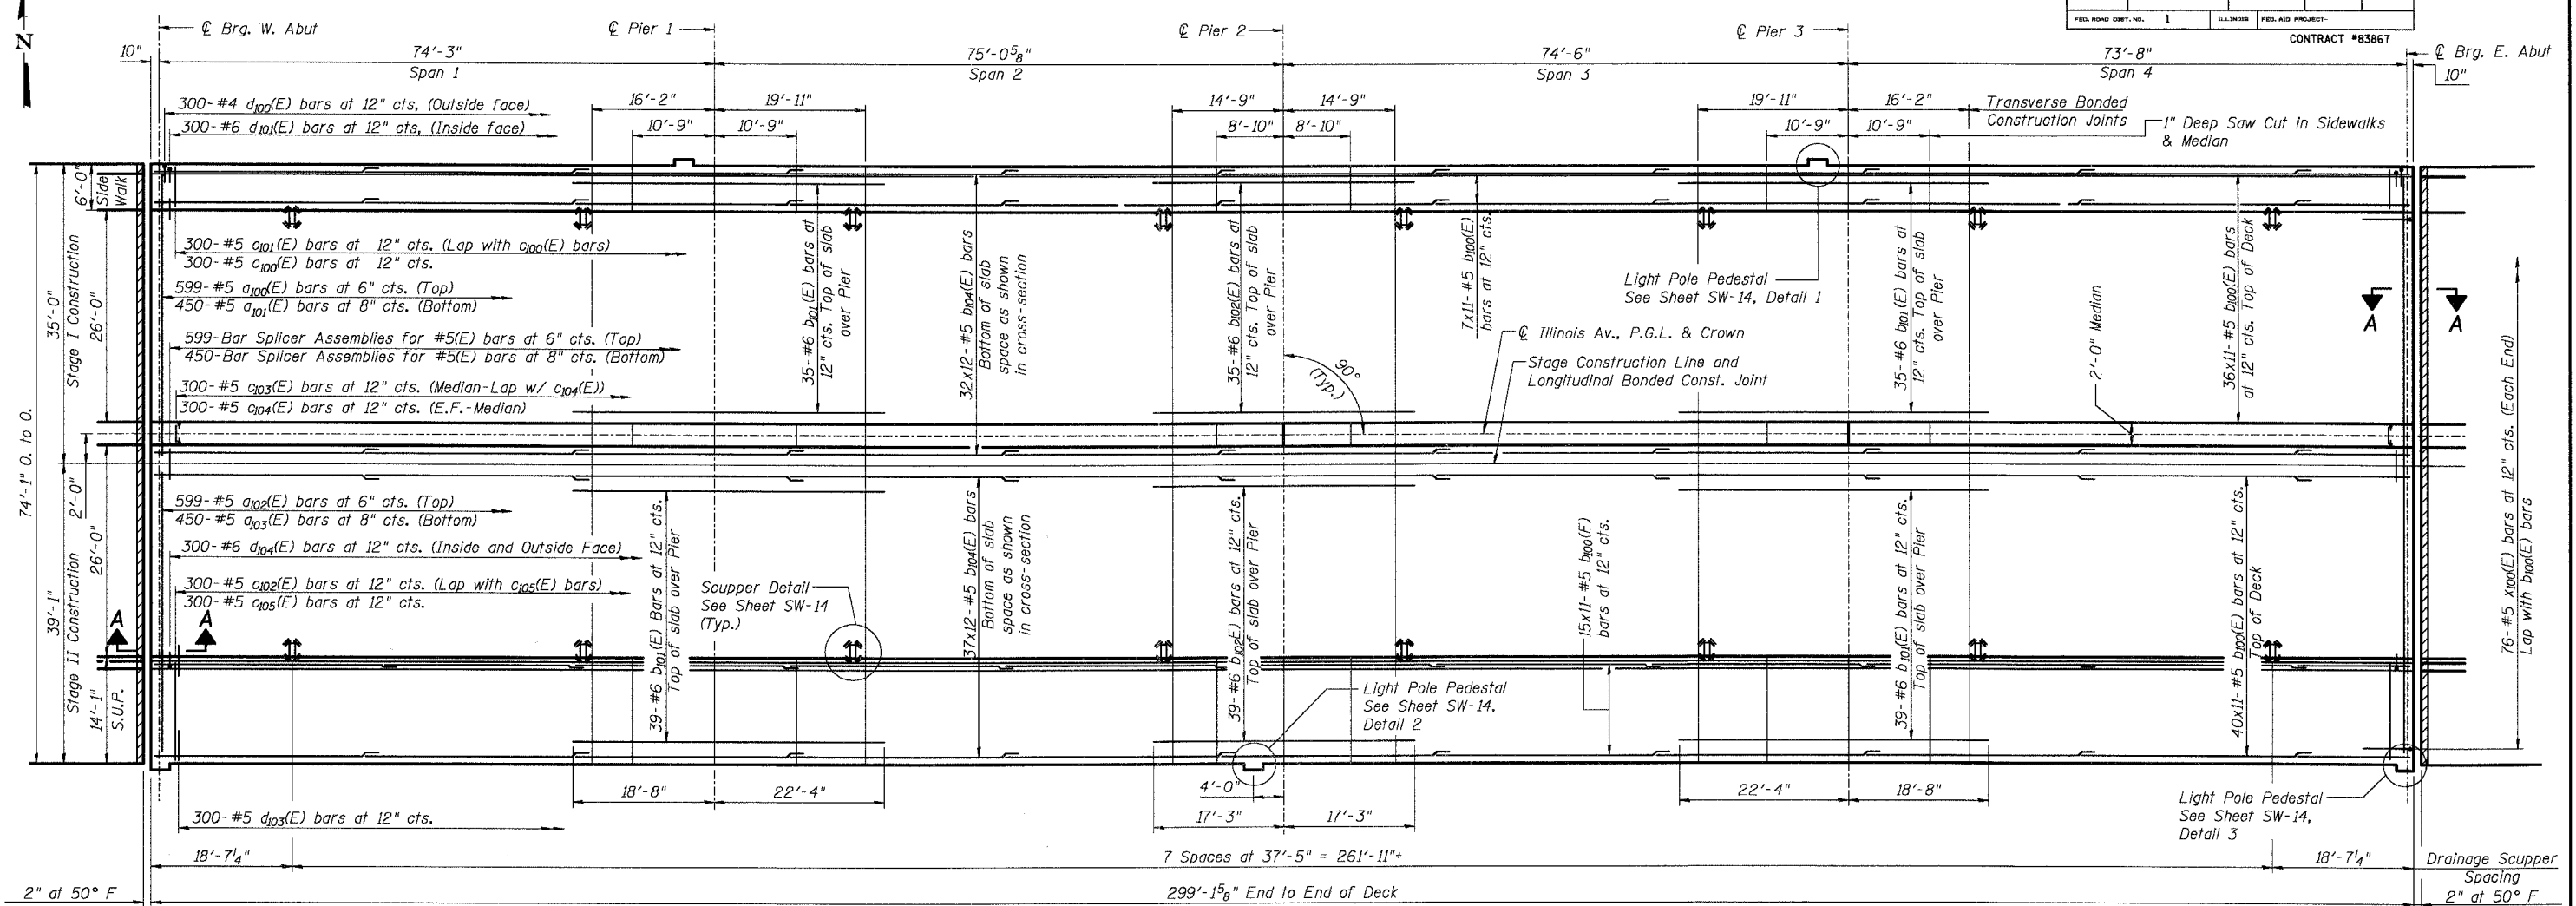 FED. ROAD DIST. NO. 1 ILLINOIS FED. AID PROJECT-
CONTRACT #83867
N
℄ Brg. W. Abut
℄ Pier 1
℄ Pier 2
℄ Pier 3
℄ Brg. E. Abut
10"
74'-3"
Span 1
75'-0 5/8"
Span 2
74'-6"
Span 3
73'-8"
Span 4
10"
300-#4 d100(E) bars at 12" cts, (Outside face)
300-#6 d101(E) bars at 12" cts, (Inside face)
16'-2"
19'-11"
14'-9"
14'-9"
19'-11"
16'-2"
10'-9"
10'-9"
8'-10"
8'-10"
10'-9"
10'-9"
Transverse Bonded
Construction Joints
1" Deep Saw Cut in Sidewalks
& Median
6'-0"
Side
Walk
300-#5 c101(E) bars at 12" cts. (Lap with c100(E) bars)
300-#5 c100(E) bars at 12" cts.
599-#5 a100(E) bars at 6" cts. (Top)
450-#5 a101(E) bars at 8" cts. (Bottom)
599-Bar Splicer Assemblies for #5(E) bars at 6" cts. (Top)
450-Bar Splicer Assemblies for #5(E) bars at 8" cts. (Bottom)
300-#5 c103(E) bars at 12" cts. (Median-Lap w/ c104(E))
300-#5 c104(E) bars at 12" cts. (E.F.-Median)
35'-0"
Stage I Construction
26'-0"
74'-1" O. to O.
35-#6 b101(E) bars at
12" cts. Top of slab
over Pier
32x12-#5 b104(E) bars
Bottom of slab
space as shown
in cross-section
35-#6 b102(E) bars at
12" cts. Top of slab
over Pier
90°
(Typ.)
7x11-#5 b100(E)
bars at 12" cts.
Light Pole Pedestal
See Sheet SW-14, Detail 1
℄ Illinois Av., P.G.L. & Crown
Stage Construction Line and
Longitudinal Bonded Const. Joint
35-#6 b101(E) bars at
12" cts. Top of slab
over Pier
2'-0" Median
36x11-#5 b100(E) bars
at 12" cts. Top of Deck
A
A
76-#5 x100(E) bars at 12" cts. (Each End)
Lap with b100(E) bars
2'-0"
39'-1"
Stage II Construction
26'-0"
14'-1"
S.U.P.
599-#5 a102(E) bars at 6" cts. (Top)
450-#5 a103(E) bars at 8" cts. (Bottom)
300-#6 d104(E) bars at 12" cts. (Inside and Outside Face)
300-#5 c102(E) bars at 12" cts. (Lap with c105(E) bars)
300-#5 c105(E) bars at 12" cts.
A
A
Scupper Detail
See Sheet SW-14
(Typ.)
39-#6 b101(E) Bars at 12" cts.
Top of slab over Pier
37x12-#5 b104(E) bars
Bottom of slab
space as shown
in cross-section
39-#6 b102(E) bars at 12" cts.
Top of slab over Pier
Light Pole Pedestal
See Sheet SW-14,
Detail 2
15x11-#5 b100(E)
bars at 12" cts.
39-#6 b101(E) bars at 12" cts.
Top of slab over Pier
40x11-#5 b100(E) bars at 12" cts.
Top of Deck
18'-8"
22'-4"
4'-0"
17'-3"
17'-3"
22'-4"
18'-8"
Light Pole Pedestal
See Sheet SW-14,
Detail 3
300-#5 d103(E) bars at 12" cts.
18'-7 1/4"
7 Spaces at 37'-5" = 261'-11"+
18'-7 1/4"
Drainage Scupper
Spacing
2" at 50° F
299'-1 5/8" End to End of Deck
2" at 50° F